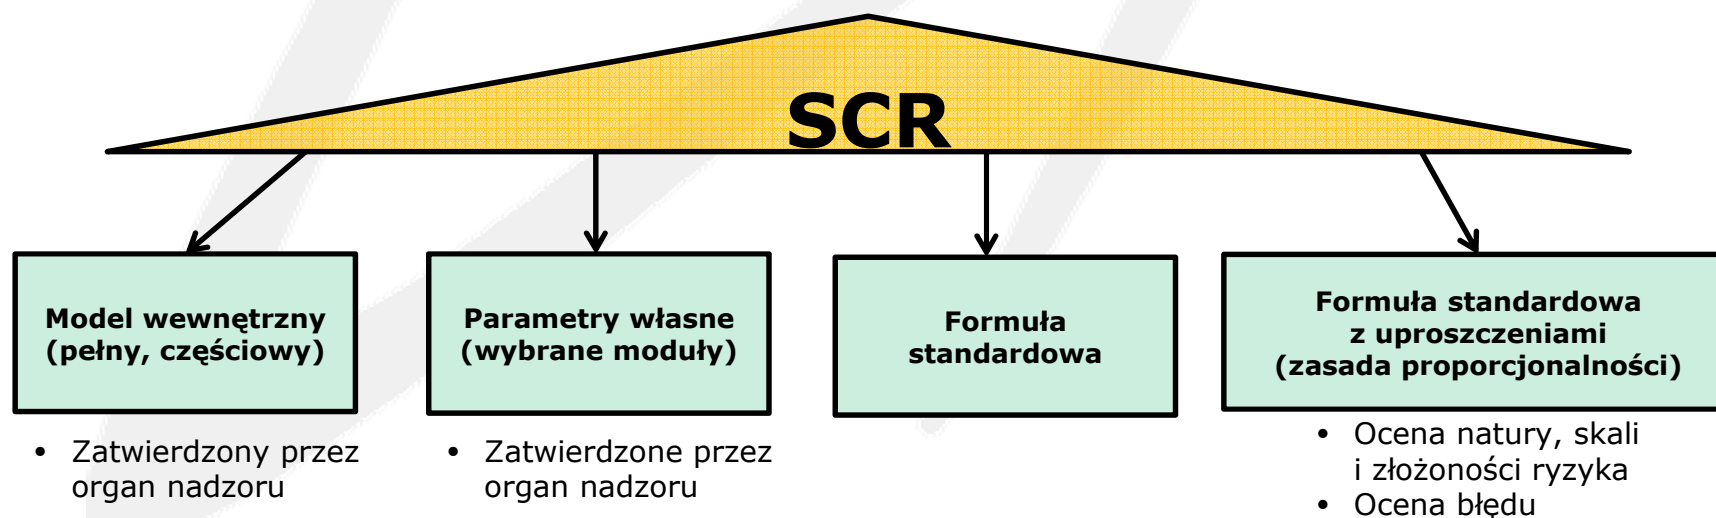 SCR
Model wewnętrzny
(pełny, częściowy)
Parametry własne
(wybrane moduły)
Formuła
standardowa
Formuła standardowa
z uproszczeniami
(zasada proporcjonalności)
• Zatwierdzony przez
organ nadzoru
• Zatwierdzone przez
organ nadzoru
• Ocena natury, skali
i złożoności ryzyka
• Ocena błędu